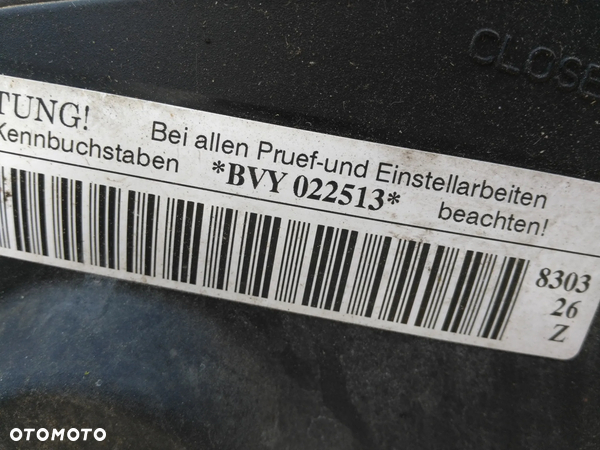 CLOSE
TUNG! Bei allen Pruef-und Einstellarbeiten
Kennbuchstaben *BVY 022513* beachten!
8303
26
Z
OTOMOTO